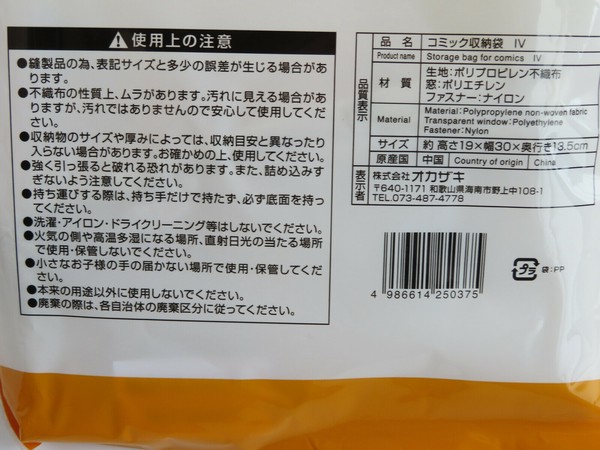 ⚠使用上の注意
●縫製品の為、表記サイズと多少の誤差が生じる場合があ
ります。
●不織布の性質上、ムラがあります。汚れに見える場合があり
ますが、汚れではありませんので安心して使用してくだ
さい。
●収納物のサイズや厚みによっては、収納目安と異なったり
入らない場合があります。お確かめの上、使用してください。
●強く引っ張ると破れる恐れがあります。また、詰め込みす
ぎないよう注意してください。
●持ち運びする際は、持ち手だけで持たず、必ず底面を持っ
てください。
●洗濯・アイロン・ドライクリーニング等はしないでください。
●火気の側や高温多湿になる場所、直射日光の当たる場所
で使用・保管しないでください。
●小さなお子様の手の届かない場所で使用・保管してくだ
さい。
●本来の用途以外に使用しないでください。
●廃棄の際は、各自治体の廃棄区分に従ってください。
品質表示
品名 コミック収納袋 Ⅳ
Product name Storage bag for comics Ⅳ
材質 生地:ポリプロピレン不織布
窓:ポリエチレン
ファスナー:ナイロン
Material Material:Polypropylene non-woven fabric
Transparent window:Polyethylene
Fastener:Nylon
サイズ 約 高さ19×幅30×奥行き13.5cm
原産国 中国 Country of origin China
表示者 株式会社 オカザキ
〒640-1171 和歌山県海南市野上中108-1
TEL.073-487-4778
4 986614 250375
プラ 袋:PP